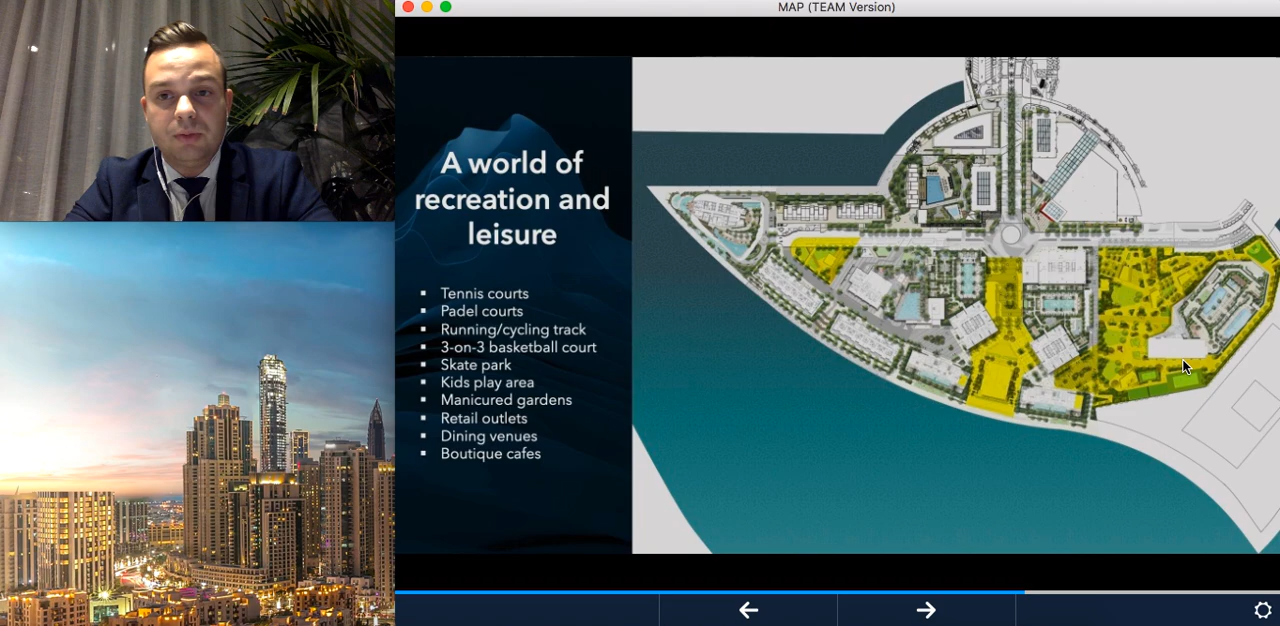 MAP (TEAM Version)
A world of
recreation and
leisure
▪ Tennis courts
▪ Padel courts
▪ Running/cycling track
▪ 3-on-3 basketball court
▪ Skate park
▪ Kids play area
▪ Manicured gardens
▪ Retail outlets
▪ Dining venues
▪ Boutique cafes